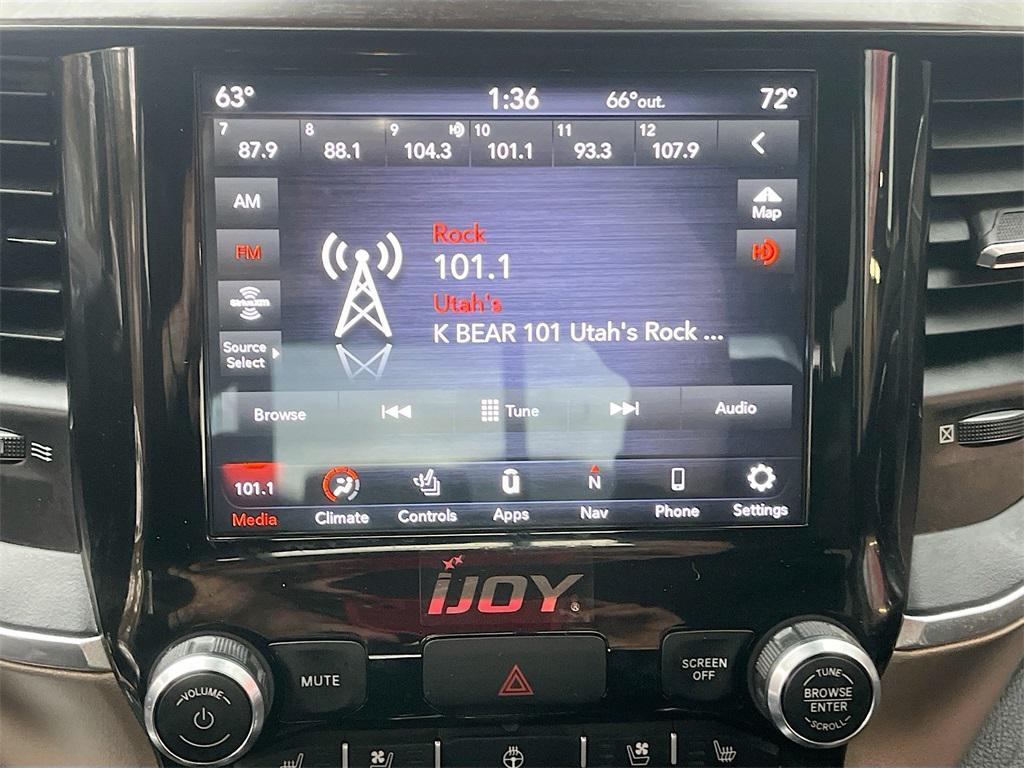 63° 1:36 66°out. 72°
7 8 9 10 11 12
87.9 88.1 104.3 101.1 93.3 107.9
AM
Map
FM
Rock
101.1
siriusxm
Utah's
K BEAR 101 Utah's Rock ...
Source
Select
Browse Tune Audio
101.1 N
Media Climate Controls Apps Nav Phone Settings
iJOY®
VOLUME
MUTE
SCREEN
OFF
TUNE
BROWSE
ENTER
SCROLL